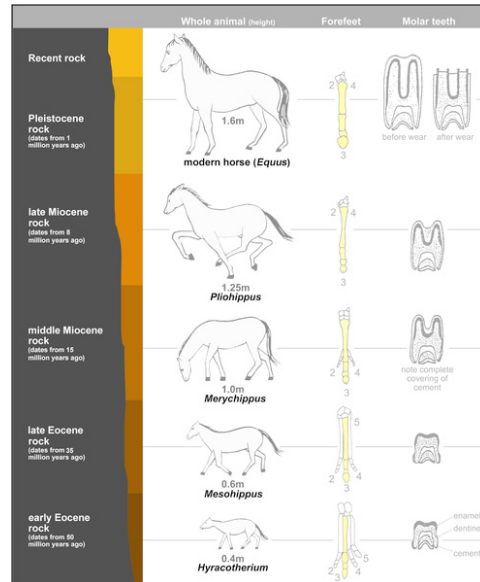 Whole animal (height) Forefeet Molar teeth
Recent rock
Pleistocene
rock
(dates from 1
million years ago)
1.6m
modern horse (Equus)
2 4
3
before wear after wear
late Miocene
rock
(dates from 8
million years ago)
1.25m
Pliohippus
2 4
3
middle Miocene
rock
(dates from 15
million years ago)
1.0m
Merychippus
2 4
3
note complete
covering of
cement
late Eocene
rock
(dates from 35
million years ago)
0.6m
Mesohippus
5
2 4
3
early Eocene
rock
(dates from 50
million years ago)
0.4m
Hyracotherium
5
2 4
3
enamel
dentine
cement